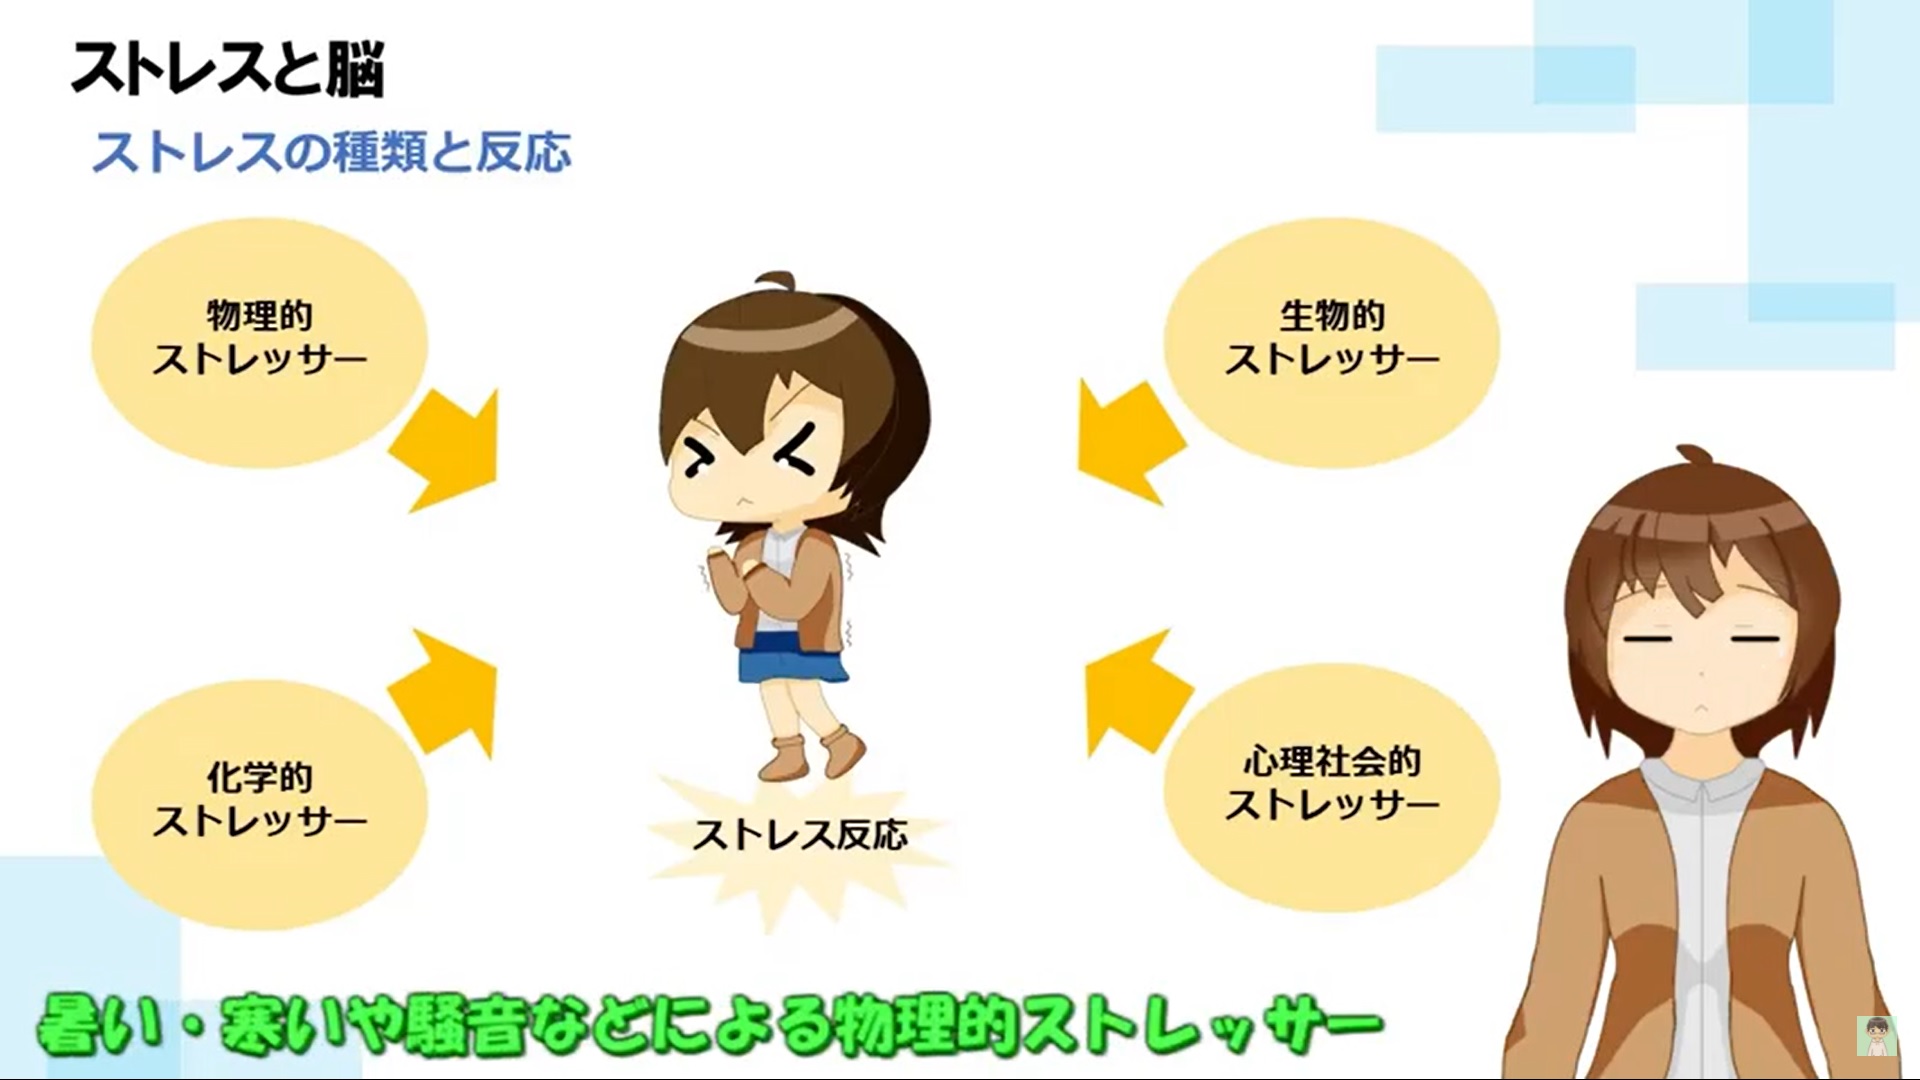 ストレスと脳
ストレスの種類と反応
物理的
ストレッサー
生物的
ストレッサー
化学的
ストレッサー
心理社会的
ストレッサー
ストレス反応
暑い・寒いや騒音などによる物理的ストレッサー